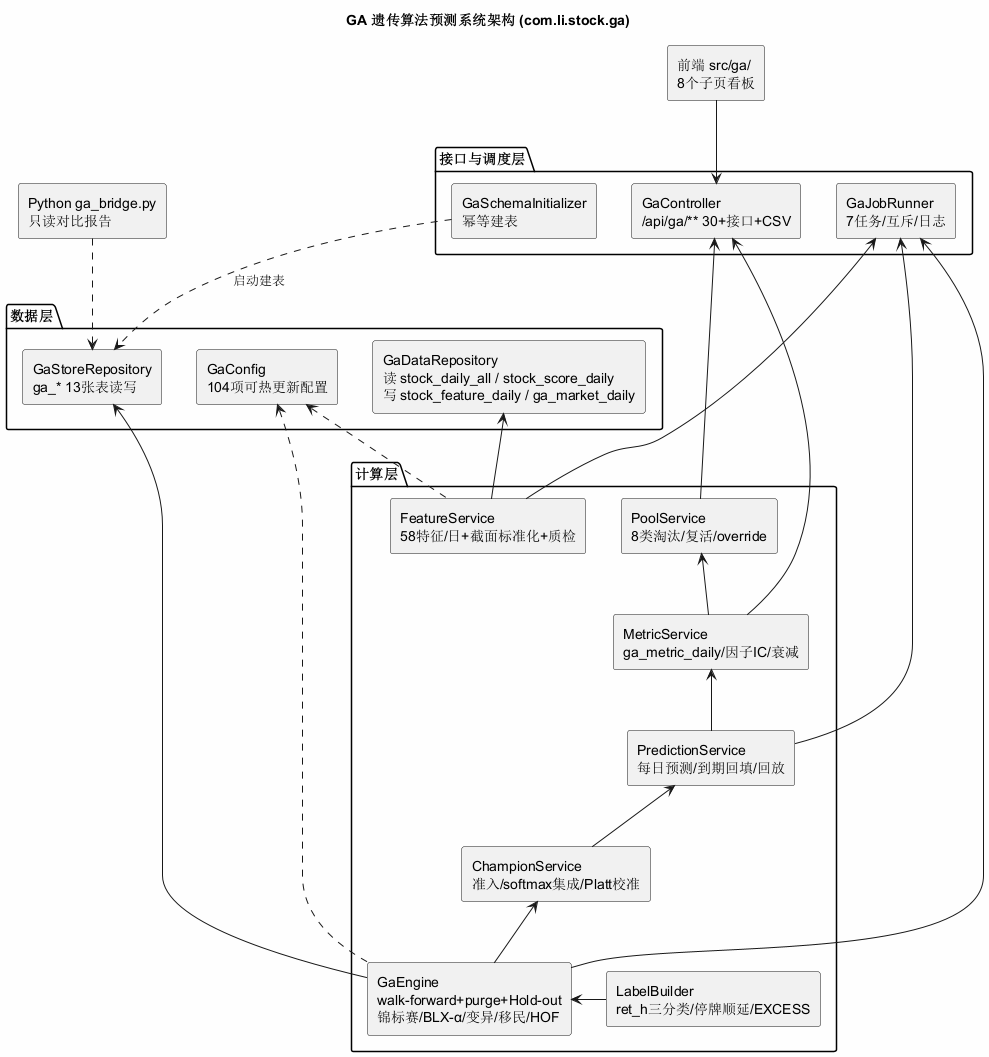 GA 遗传算法预测系统架构 (com.li.stock.ga)
前端 src/ga/
8个子页看板
接口与调度层
Python ga_bridge.py
只读对比报告
GaSchemaInitializer
幂等建表
GaController
/api/ga/** 30+接口+CSV
GaJobRunner
7任务/互斥/日志
启动建表
数据层
GaStoreRepository
ga_* 13张表读写
GaConfig
104项可热更新配置
GaDataRepository
读 stock_daily_all / stock_score_daily
写 stock_feature_daily / ga_market_daily
计算层
FeatureService
58特征/日+截面标准化+质检
PoolService
8类淘汰/复活/override
MetricService
ga_metric_daily/因子IC/衰减
PredictionService
每日预测/到期回填/回放
ChampionService
准入/softmax集成/Platt校准
GaEngine
walk-forward+purge+Hold-out
锦标赛/BLX-α/变异/移民/HOF
LabelBuilder
ret_h三分类/停牌顺延/EXCESS